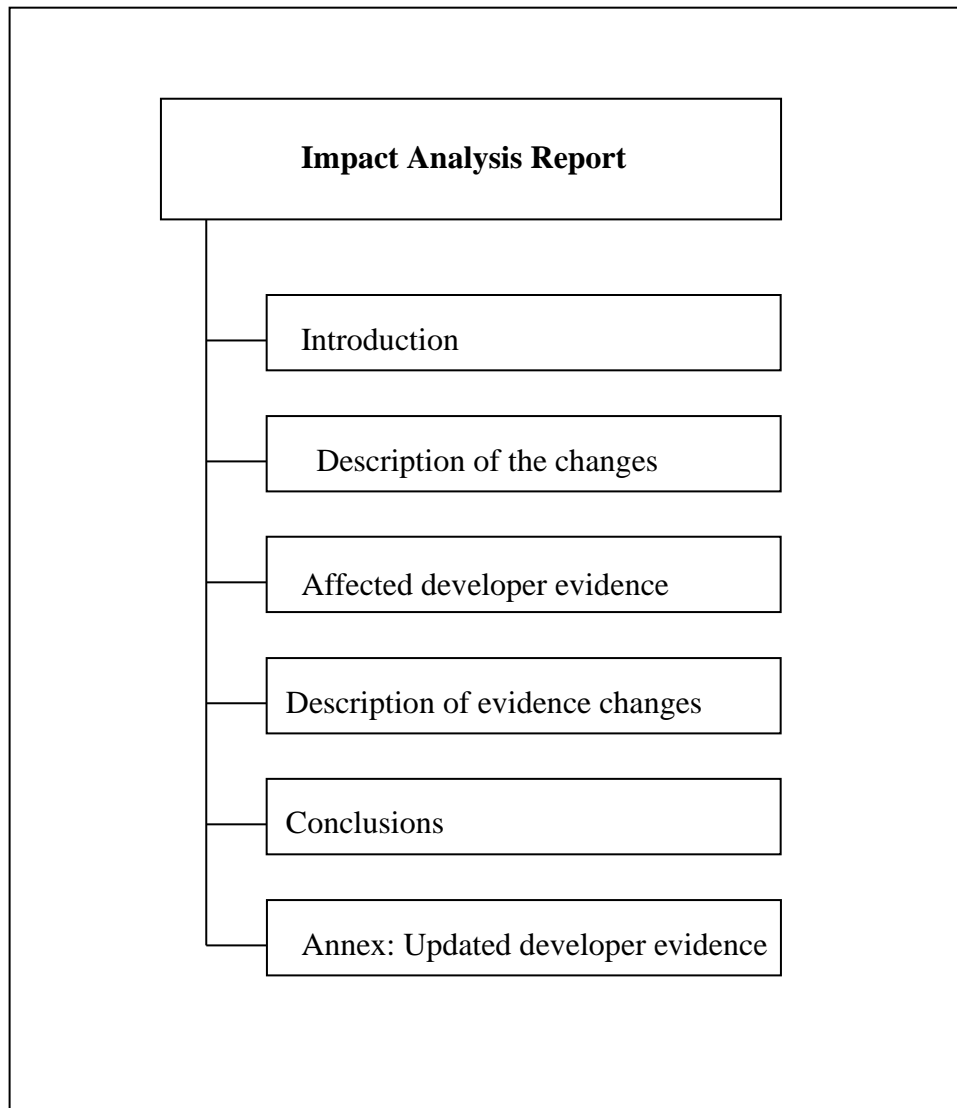 Impact Analysis Report
Introduction
Description of the changes
Affected developer evidence
Description of evidence changes
Conclusions
Annex: Updated developer evidence